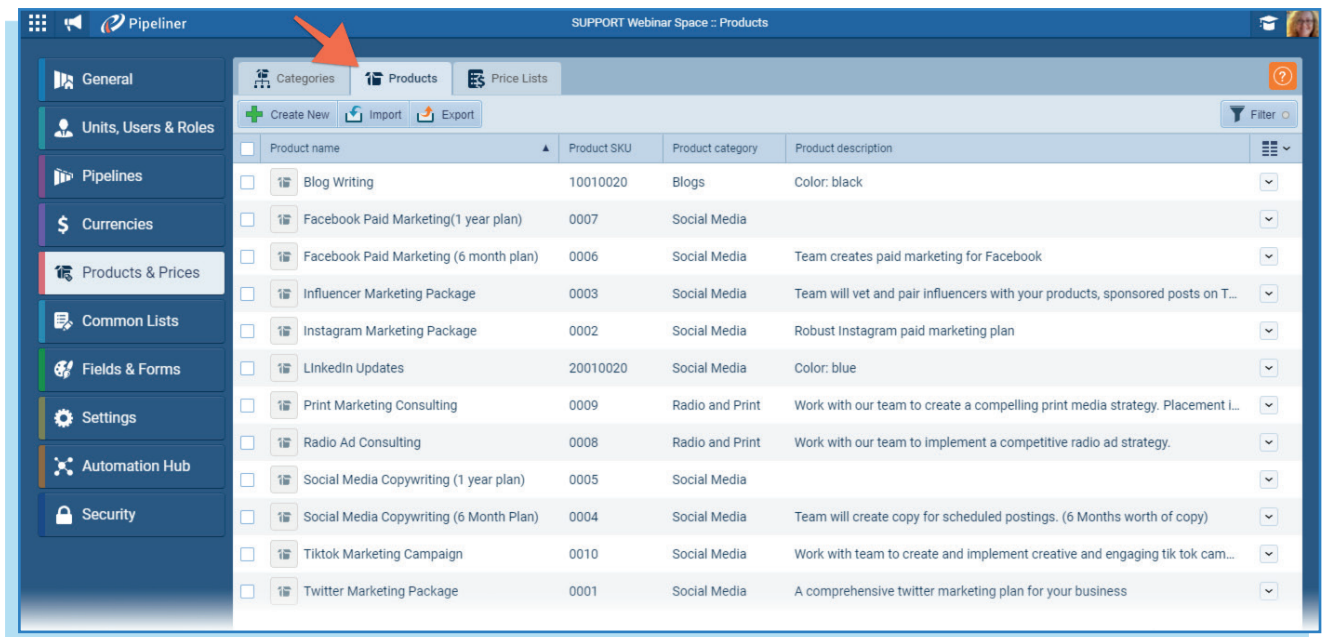 Pipeliner
SUPPORT Webinar Space :: Products
General
Units, Users & Roles
Pipelines
Currencies
Products & Prices
Common Lists
Fields & Forms
Settings
Automation Hub
Security
Categories
Products
Price Lists
Create New
Import
Export
Filter
Product name Product SKU Product category Product description
Blog Writing 10010020 Blogs Color: black
Facebook Paid Marketing(1 year plan) 0007 Social Media
Facebook Paid Marketing (6 month plan) 0006 Social Media Team creates paid marketing for Facebook
Influencer Marketing Package 0003 Social Media Team will vet and pair influencers with your products, sponsored posts on T...
Instagram Marketing Package 0002 Social Media Robust Instagram paid marketing plan
LInkedIn Updates 20010020 Social Media Color: blue
Print Marketing Consulting 0009 Radio and Print Work with our team to create a compelling print media strategy. Placement i...
Radio Ad Consulting 0008 Radio and Print Work with our team to implement a competitive radio ad strategy.
Social Media Copywriting (1 year plan) 0005 Social Media
Social Media Copywriting (6 Month Plan) 0004 Social Media Team will create copy for scheduled postings. (6 Months worth of copy)
Tiktok Marketing Campaign 0010 Social Media Work with team to create and implement creative and engaging tik tok cam...
Twitter Marketing Package 0001 Social Media A comprehensive twitter marketing plan for your business